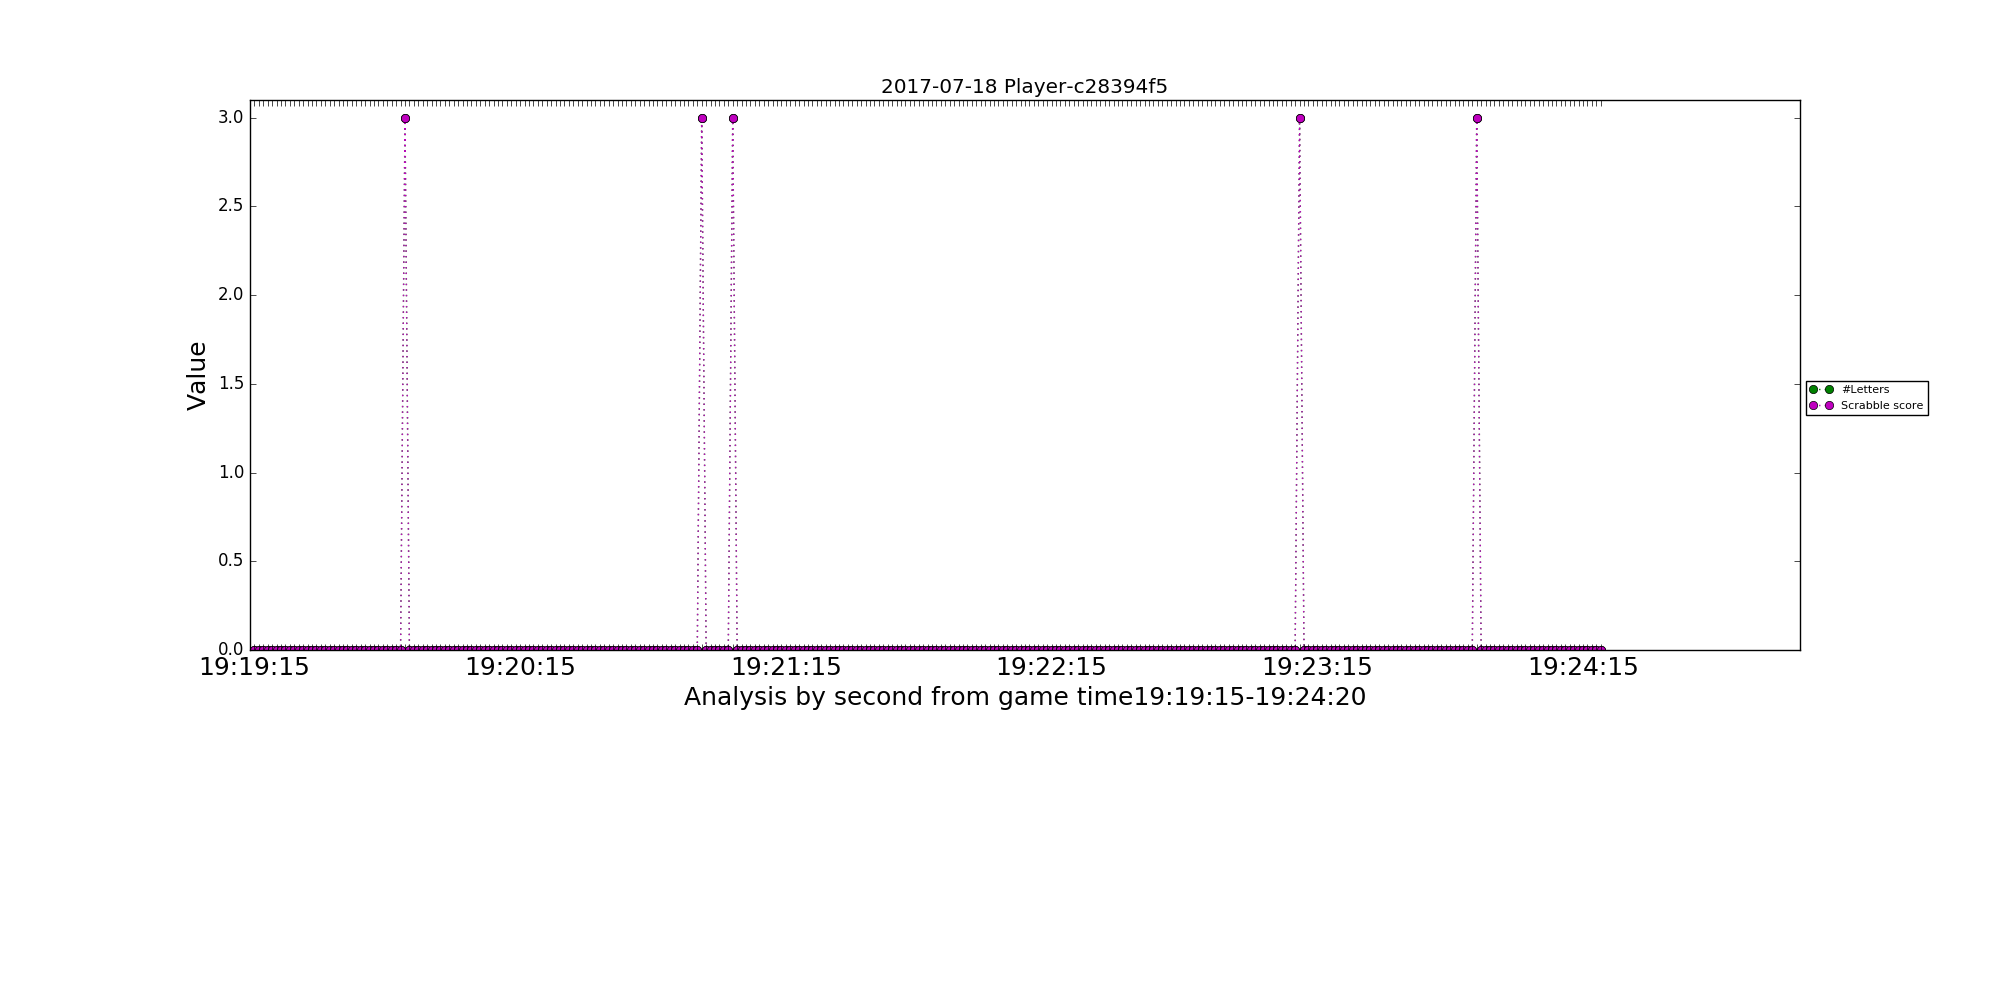 2017-07-18 Player-c28394f5
3.0
2.5
2.0
1.5
1.0
0.5
0.0
Value
19:19:15 19:20:15 19:21:15 19:22:15 19:23:15 19:24:15
Analysis by second from game time19:19:15-19:24:20
#Letters
Scrabble score